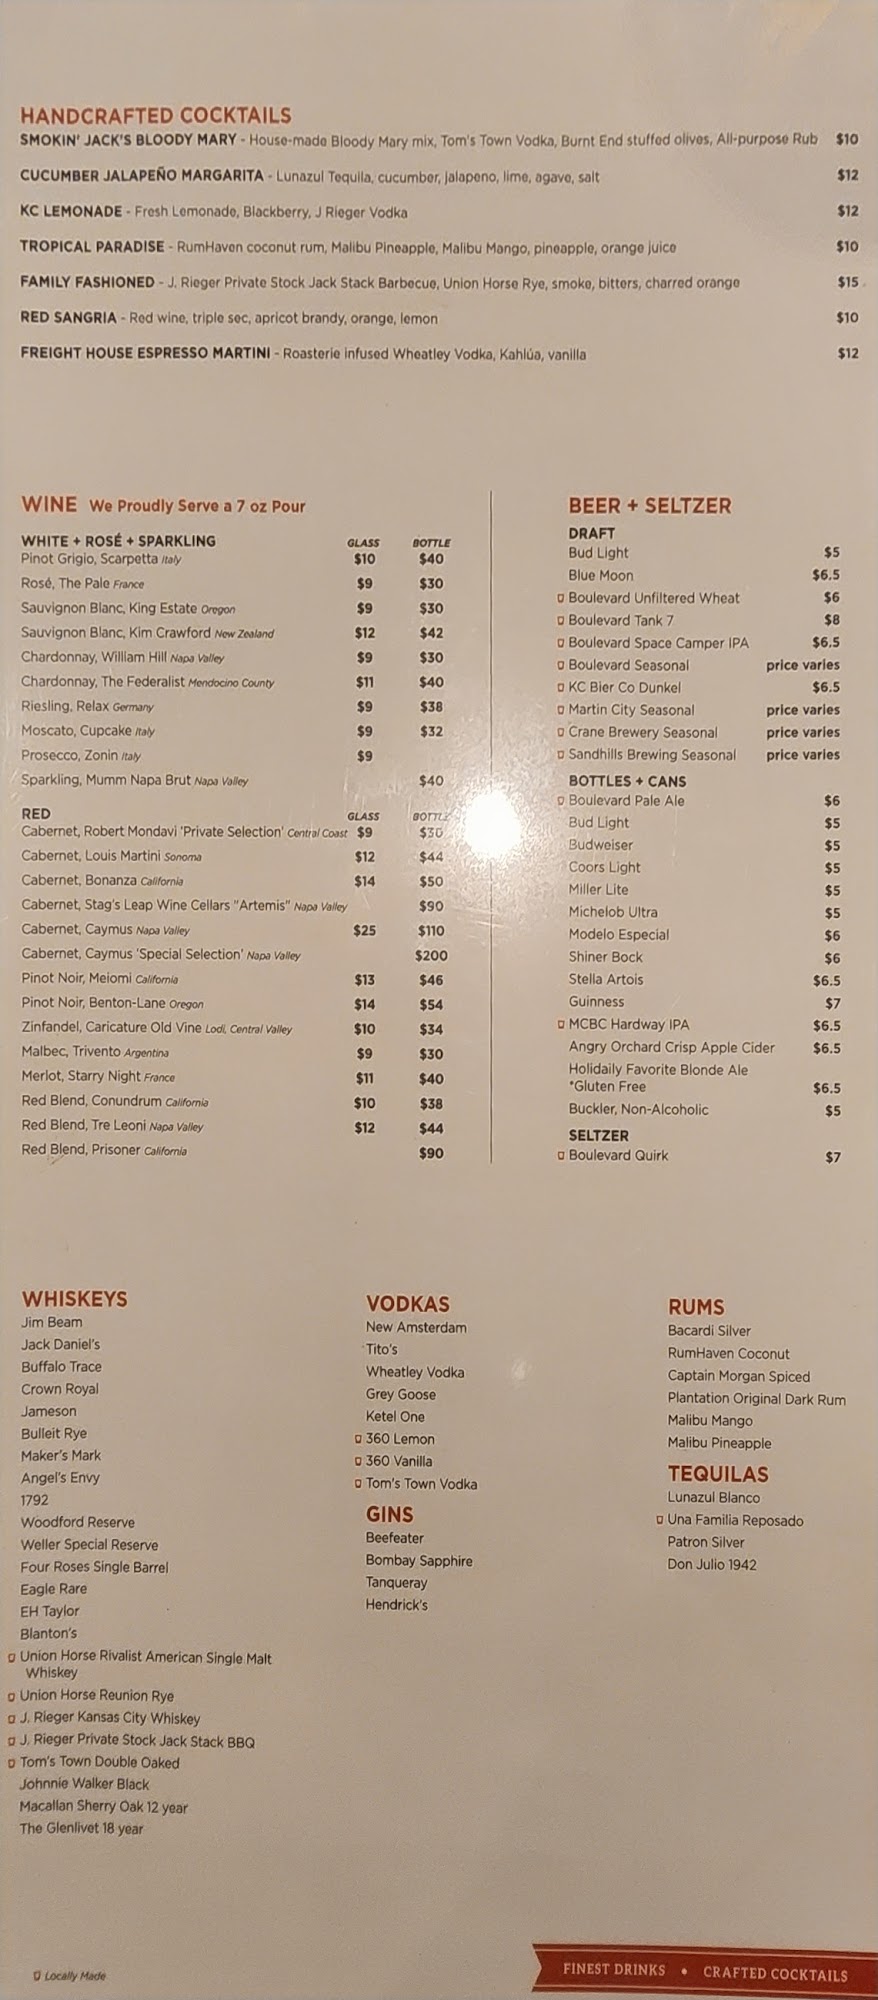 HANDCRAFTED COCKTAILS
SMOKIN' JACK'S BLOODY MARY - House-made Bloody Mary mix, Tom's Town Vodka, Burnt End stuffed olives, All-purpose Rub $10
CUCUMBER JALAPEÑO MARGARITA - Lunazul Tequila, cucumber, jalapeno, lime, agave, salt $12
KC LEMONADE - Fresh Lemonade, Blackberry, J Rieger Vodka $12
TROPICAL PARADISE - RumHaven coconut rum, Malibu Pineapple, Malibu Mango, pineapple, orange juice $10
FAMILY FASHIONED - J. Rieger Private Stock Jack Stack Barbecue, Union Horse Rye, smoke, bitters, charred orange $15
RED SANGRIA - Red wine, triple sec, apricot brandy, orange, lemon $10
FREIGHT HOUSE ESPRESSO MARTINI - Roasterie infused Wheatley Vodka, Kahlúa, vanilla $12
WINE We Proudly Serve a 7 oz Pour
WHITE + ROSÉ + SPARKLING GLASS BOTTLE
Pinot Grigio, Scarpetta Italy $10 $40
Rosé, The Pale France $9 $30
Sauvignon Blanc, King Estate Oregon $9 $30
Sauvignon Blanc, Kim Crawford New Zealand $12 $42
Chardonnay, William Hill Napa Valley $9 $30
Chardonnay, The Federalist Mendocino County $11 $40
Riesling, Relax Germany $9 $38
Moscato, Cupcake Italy $9 $32
Prosecco, Zonin Italy $9
Sparkling, Mumm Napa Brut Napa Valley $40
RED GLASS BOTTLE
Cabernet, Robert Mondavi 'Private Selection' Central Coast $9 $30
Cabernet, Louis Martini Sonoma $12 $44
Cabernet, Bonanza California $14 $50
Cabernet, Stag's Leap Wine Cellars "Artemis" Napa Valley $90
Cabernet, Caymus Napa Valley $25 $110
Cabernet, Caymus 'Special Selection' Napa Valley $200
Pinot Noir, Meiomi California $13 $46
Pinot Noir, Benton-Lane Oregon $14 $54
Zinfandel, Caricature Old Vine Lodi, Central Valley $10 $34
Malbec, Trivento Argentina $9 $30
Merlot, Starry Night France $11 $40
Red Blend, Conundrum California $10 $38
Red Blend, Tre Leoni Napa Valley $12 $44
Red Blend, Prisoner California $90
BEER + SELTZER
DRAFT
Bud Light $5
Blue Moon $6.5
Boulevard Unfiltered Wheat $6
Boulevard Tank 7 $8
Boulevard Space Camper IPA $6.5
Boulevard Seasonal price varies
KC Bier Co Dunkel $6.5
Martin City Seasonal price varies
Crane Brewery Seasonal price varies
Sandhills Brewing Seasonal price varies
BOTTLES + CANS
Boulevard Pale Ale $6
Bud Light $5
Budweiser $5
Coors Light $5
Miller Lite $5
Michelob Ultra $5
Modelo Especial $6
Shiner Bock $6
Stella Artois $6.5
Guinness $7
MCBC Hardway IPA $6.5
Angry Orchard Crisp Apple Cider $6.5
Holidaily Favorite Blonde Ale
*Gluten Free $6.5
Buckler, Non-Alcoholic $5
SELTZER
Boulevard Quirk $7
WHISKEYS
Jim Beam
Jack Daniel's
Buffalo Trace
Crown Royal
Jameson
Bulleit Rye
Maker's Mark
Angel's Envy
1792
Woodford Reserve
Weller Special Reserve
Four Roses Single Barrel
Eagle Rare
EH Taylor
Blanton's
Union Horse Rivalist American Single Malt
Whiskey
Union Horse Reunion Rye
J. Rieger Kansas City Whiskey
J. Rieger Private Stock Jack Stack BBQ
Tom's Town Double Oaked
Johnnie Walker Black
Macallan Sherry Oak 12 year
The Glenlivet 18 year
VODKAS
New Amsterdam
Tito's
Wheatley Vodka
Grey Goose
Ketel One
360 Lemon
360 Vanilla
Tom's Town Vodka
GINS
Beefeater
Bombay Sapphire
Tanqueray
Hendrick's
RUMS
Bacardi Silver
RumHaven Coconut
Captain Morgan Spiced
Plantation Original Dark Rum
Malibu Mango
Malibu Pineapple
TEQUILAS
Lunazul Blanco
Una Familia Reposado
Patron Silver
Don Julio 1942
Locally Made
FINEST DRINKS • CRAFTED COCKTAILS